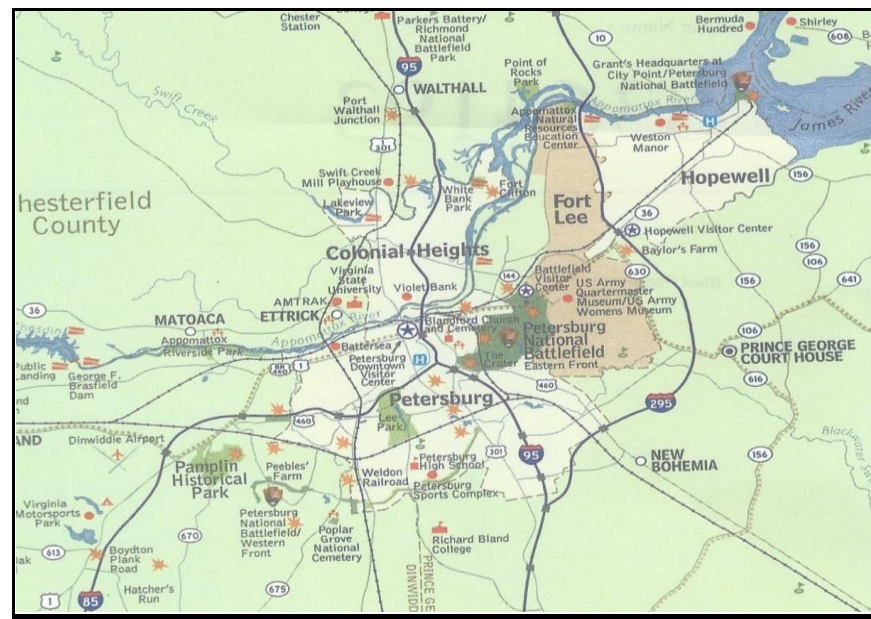 Chester
Station
Parkers Battery/
Richmond
National
Battlefield
Park
10
Bermuda
Hundred
Shirley
608
95
WALTHALL
Point of
Rocks
Park
Grant's Headquarters at
City Point/Petersburg
National Battlefield
Swift Creek
Port
Walthall
Junction
301
Appomattox River
Appomattox
Natural
Resources
Education
Center
H
Weston
Manor
James River
Swift Creek
Mill Playhouse
White
Bank
Park
Fort
Clifton
Hopewell
156
hesterfield
County
Lakeview
Park
Fort
Lee
36
Hopewell Visitor Center
Baylor's Farm
156
106
Colonial Heights
Virginia
State
University
Violet Bank
144
Battlefield
Visitor
Center
630
US Army
Quartermaster
Museum/US Army
Womens Museum
156
641
36
AMTRAK
ETTRICK
MATOACA
Appomattox
Riverside Park
Appomattox River
Blandford Church
and Cemetery
Petersburg
National
Battlefield
Eastern Front
106
PRINCE GEORGE
COURT HOUSE
Battersea
Petersburg
Downtown
Visitor
Center
H
The
Crater
Public
anding
George F.
Brasfield
Dam
BR
460
1
460
616
Petersburg
295
Lee
Park
460
AND
Dinwiddie Airport
301
95
NEW
BOHEMIA
156
Blackwater Sw
Pamplin
Historical
Park
Peebles'
Farm
Weldon
Railroad
Petersburg
High School
Petersburg
Sports Complex
Virginia
Motorsports
Park
Petersburg
National
Battlefield/
Western
Front
Poplar
Grove
National
Cemetery
Richard Bland
College
670
613
Boydton
Plank
Road
Hatcher's
Run
675
1
85
PRINCE GE
DINWIDD